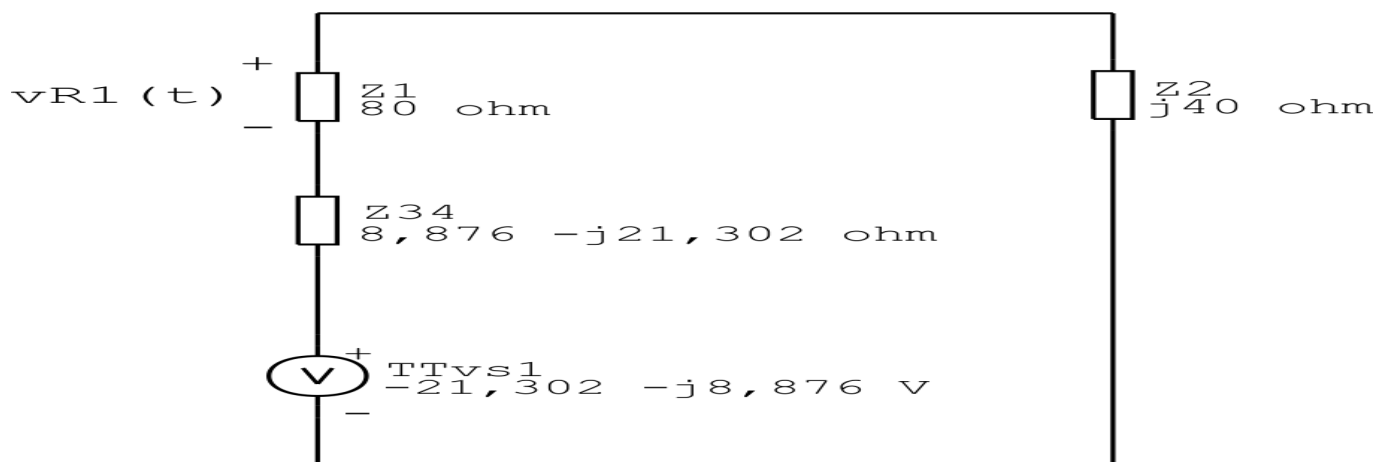 +
vR1 (t)
−
Z1
80 ohm
Z2
j40 ohm
Z34
8,876 −j21,302 ohm
V
+
TTvs1
−21,302 −j8,876 V
−